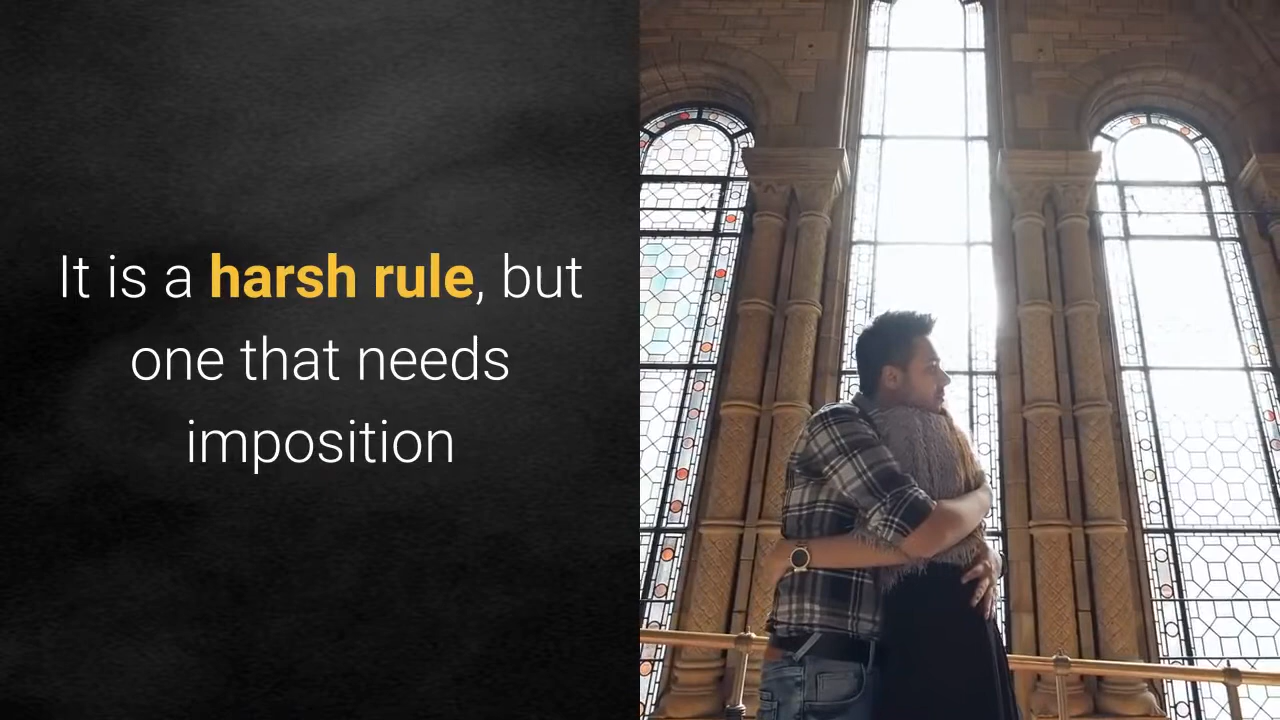 It is a harsh rule, but
one that needs
imposition